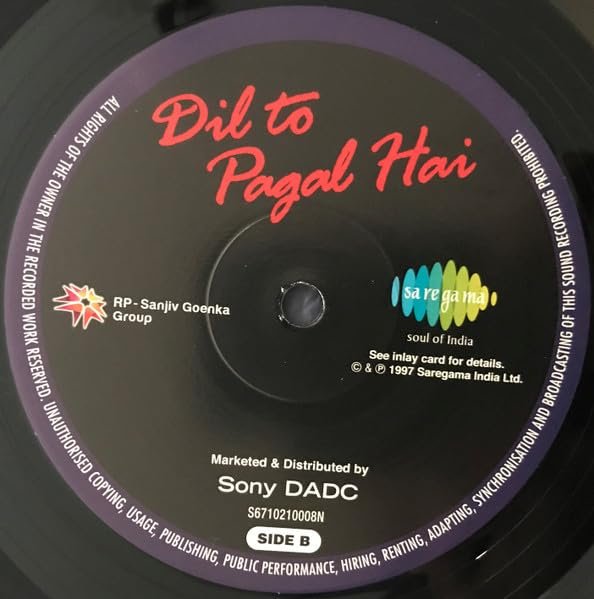 Dil to
Pagal Hai
RP-Sanjiv Goenka
Group
sa re ga ma
soul of India
See inlay card for details.
© & ℗ 1997 Saregama India Ltd.
Marketed & Distributed by
Sony DADC
S6710210008N
SIDE B
ALL RIGHTS OF THE OWNER IN THE RECORDED WORK RESERVED. UNAUTHORISED COPYING, USAGE, PUBLISHING, PUBLIC PERFORMANCE, HIRING, RENTING, ADAPTING, SYNCHRONISATION AND BROADCASTING OF THIS SOUND RECORDING PROHIBITED.